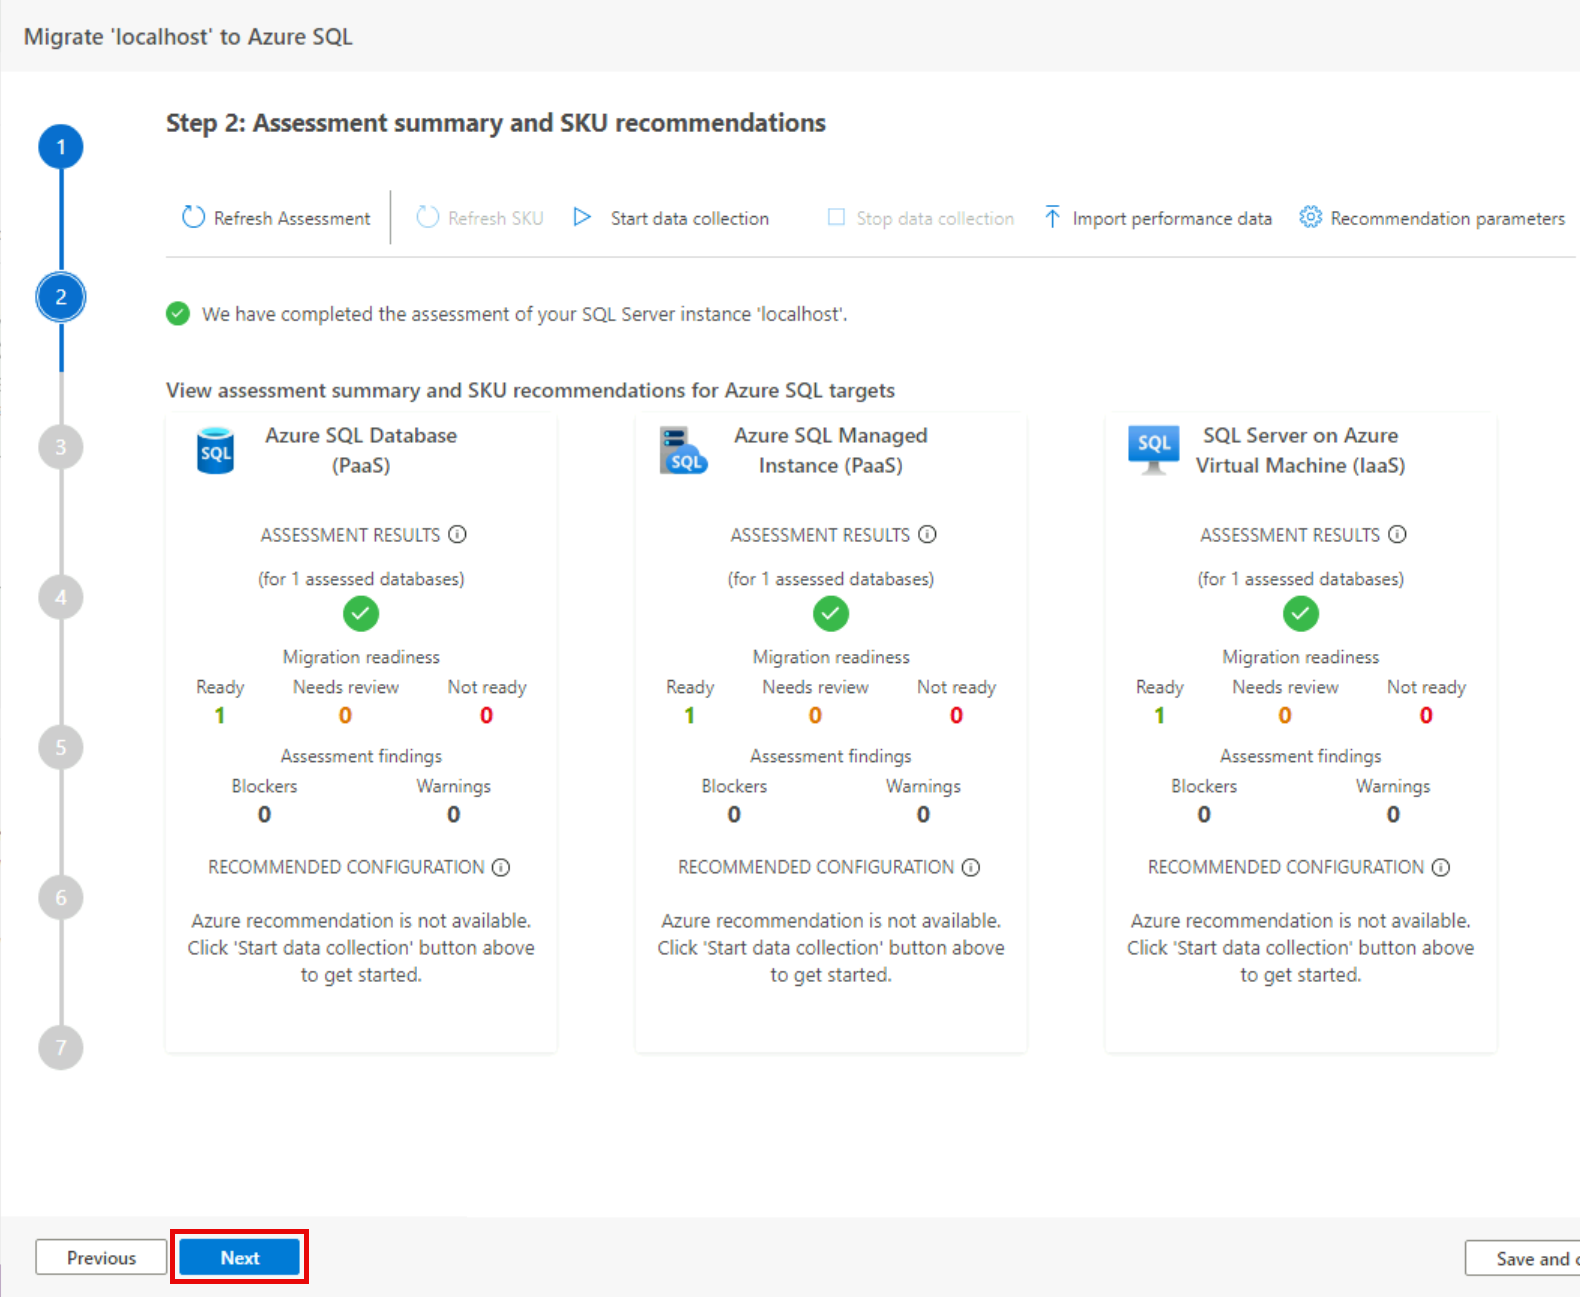 Migrate 'localhost' to Azure SQL
Step 2: Assessment summary and SKU recommendations
1
Refresh Assessment
Refresh SKU
Start data collection
Stop data collection
Import performance data
Recommendation parameters
2
We have completed the assessment of your SQL Server instance 'localhost'.
View assessment summary and SKU recommendations for Azure SQL targets
3
4
5
6
7
SQL
Azure SQL Database
(PaaS)
ASSESSMENT RESULTS
(for 1 assessed databases)
Migration readiness
Ready Needs review Not ready
1 0 0
Assessment findings
Blockers Warnings
0 0
RECOMMENDED CONFIGURATION
Azure recommendation is not available.
Click 'Start data collection' button above
to get started.
SQL
Azure SQL Managed
Instance (PaaS)
ASSESSMENT RESULTS
(for 1 assessed databases)
Migration readiness
Ready Needs review Not ready
1 0 0
Assessment findings
Blockers Warnings
0 0
RECOMMENDED CONFIGURATION
Azure recommendation is not available.
Click 'Start data collection' button above
to get started.
SQL
SQL Server on Azure
Virtual Machine (IaaS)
ASSESSMENT RESULTS
(for 1 assessed databases)
Migration readiness
Ready Needs review Not ready
1 0 0
Assessment findings
Blockers Warnings
0 0
RECOMMENDED CONFIGURATION
Azure recommendation is not available.
Click 'Start data collection' button above
to get started.
Previous
Next
Save and